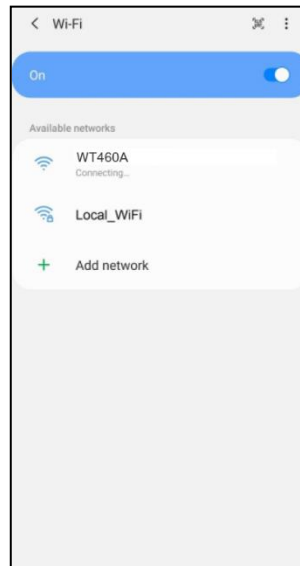 Wi-Fi
On
Available networks
WT460A
Connecting...
Local_WiFi
Add network